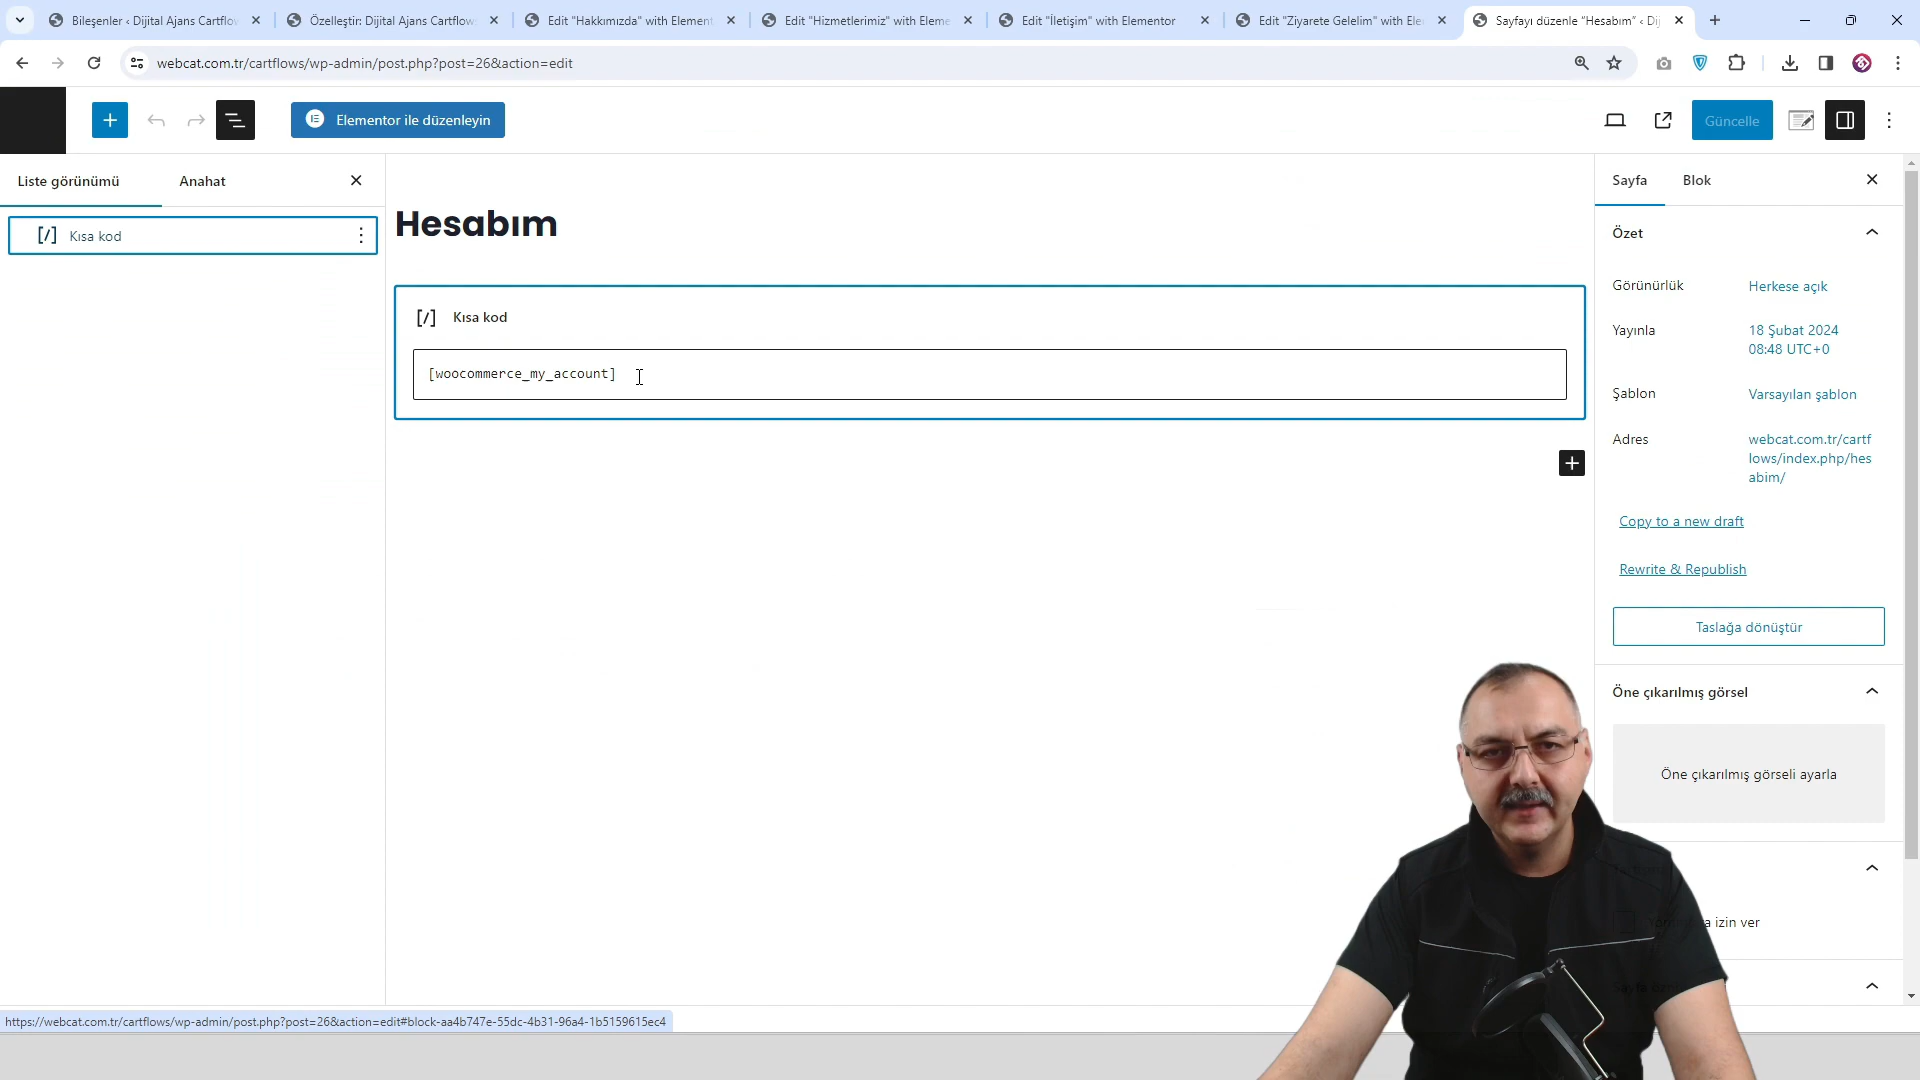 Bileşenler ‹ Dijital Ajans Cartflo
Özelleştir: Dijital Ajans Cartflow
Edit "Hakkımızda" with Element
Edit "Hizmetlerimiz" with Eleme
Edit "İletişim" with Elementor
Edit "Ziyarete Gelelim" with Ele
Sayfayı düzenle "Hesabım" ‹ Dij
webcat.com.tr/cartflows/wp-admin/post.php?post=26&action=edit
Elementor ile düzenleyin
Güncelle
Liste görünümü
Anahat
Kısa kod
Hesabım
[/] Kısa kod
[woocommerce_my_account]
Sayfa
Blok
Özet
Görünürlük
Herkese açık
Yayınla
18 Şubat 2024
08:48 UTC+0
Şablon
Varsayılan şablon
Adres
webcat.com.tr/cartf
lows/index.php/hes
abim/
Copy to a new draft
Rewrite & Republish
Taslağa dönüştür
Öne çıkarılmış görsel
Öne çıkarılmış görseli ayarla
izin ver
https://webcat.com.tr/cartflows/wp-admin/post.php?post=26&action=edit#block-aa4b747e-55dc-4b31-96a4-1b5159615ec4